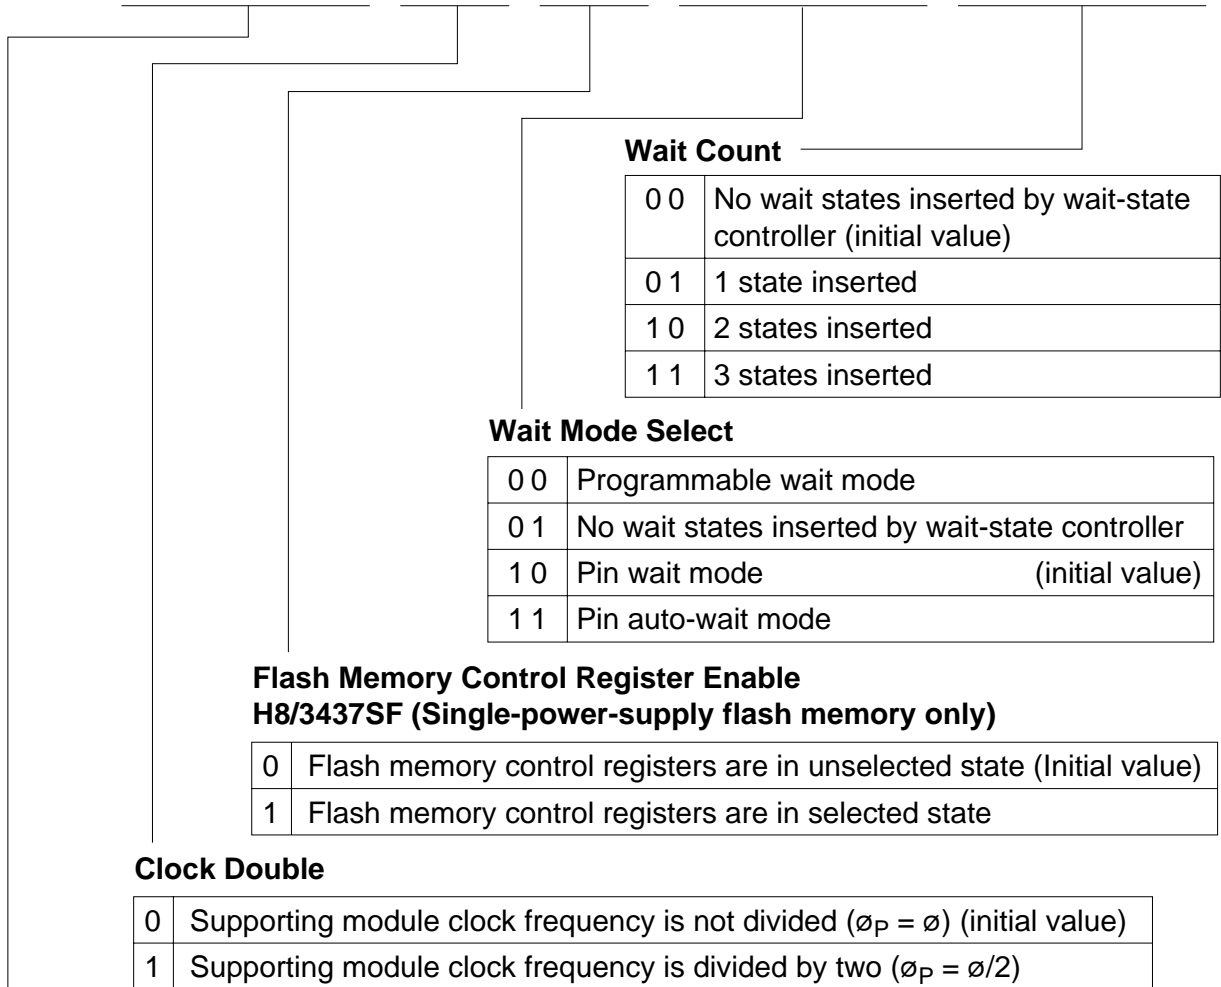 Wait Count
0 0 No wait states inserted by wait-state
controller (initial value)
0 1 1 state inserted
1 0 2 states inserted
1 1 3 states inserted
Wait Mode Select
0 0 Programmable wait mode
0 1 No wait states inserted by wait-state controller
1 0 Pin wait mode (initial value)
1 1 Pin auto-wait mode
Flash Memory Control Register Enable
H8/3437SF (Single-power-supply flash memory only)
0 Flash memory control registers are in unselected state (Initial value)
1 Flash memory control registers are in selected state
Clock Double
0 Supporting module clock frequency is not divided (øP = ø) (initial value)
1 Supporting module clock frequency is divided by two (øP = ø/2)